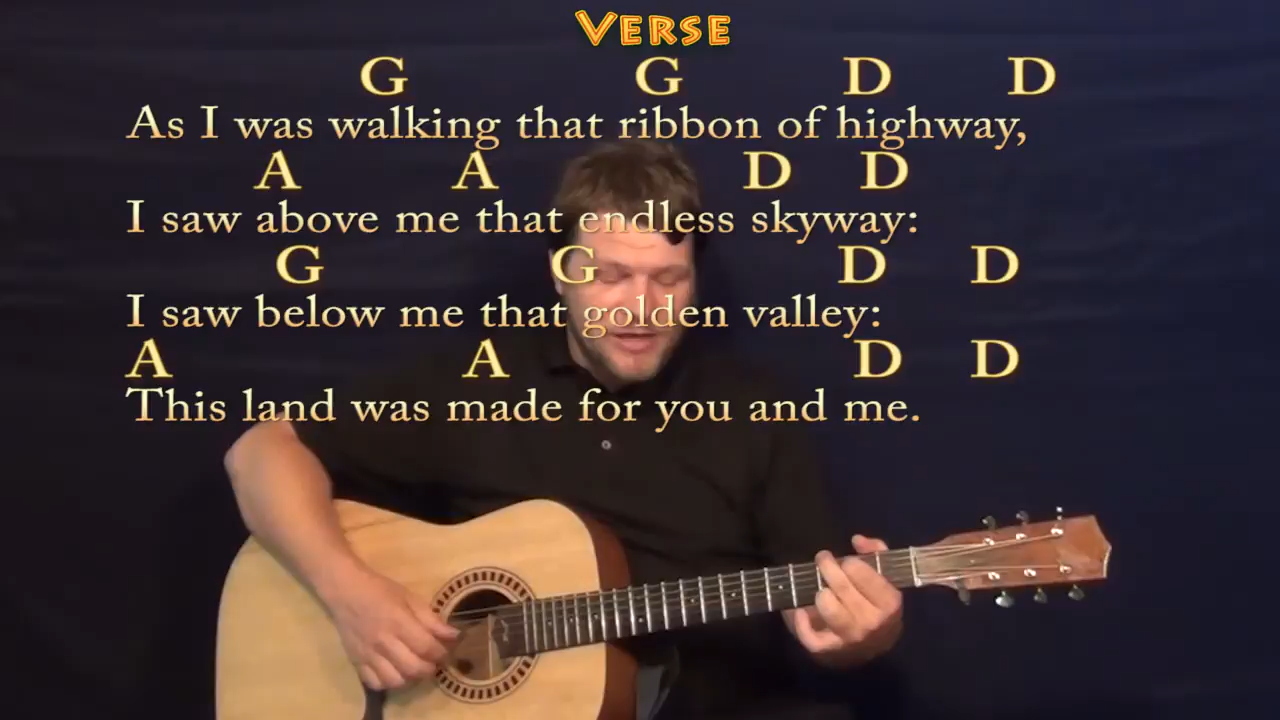 VERSE
G G D D
As I was walking that ribbon of highway,
A A D D
I saw above me that endless skyway:
G G D D
I saw below me that golden valley:
A A D D
This land was made for you and me.